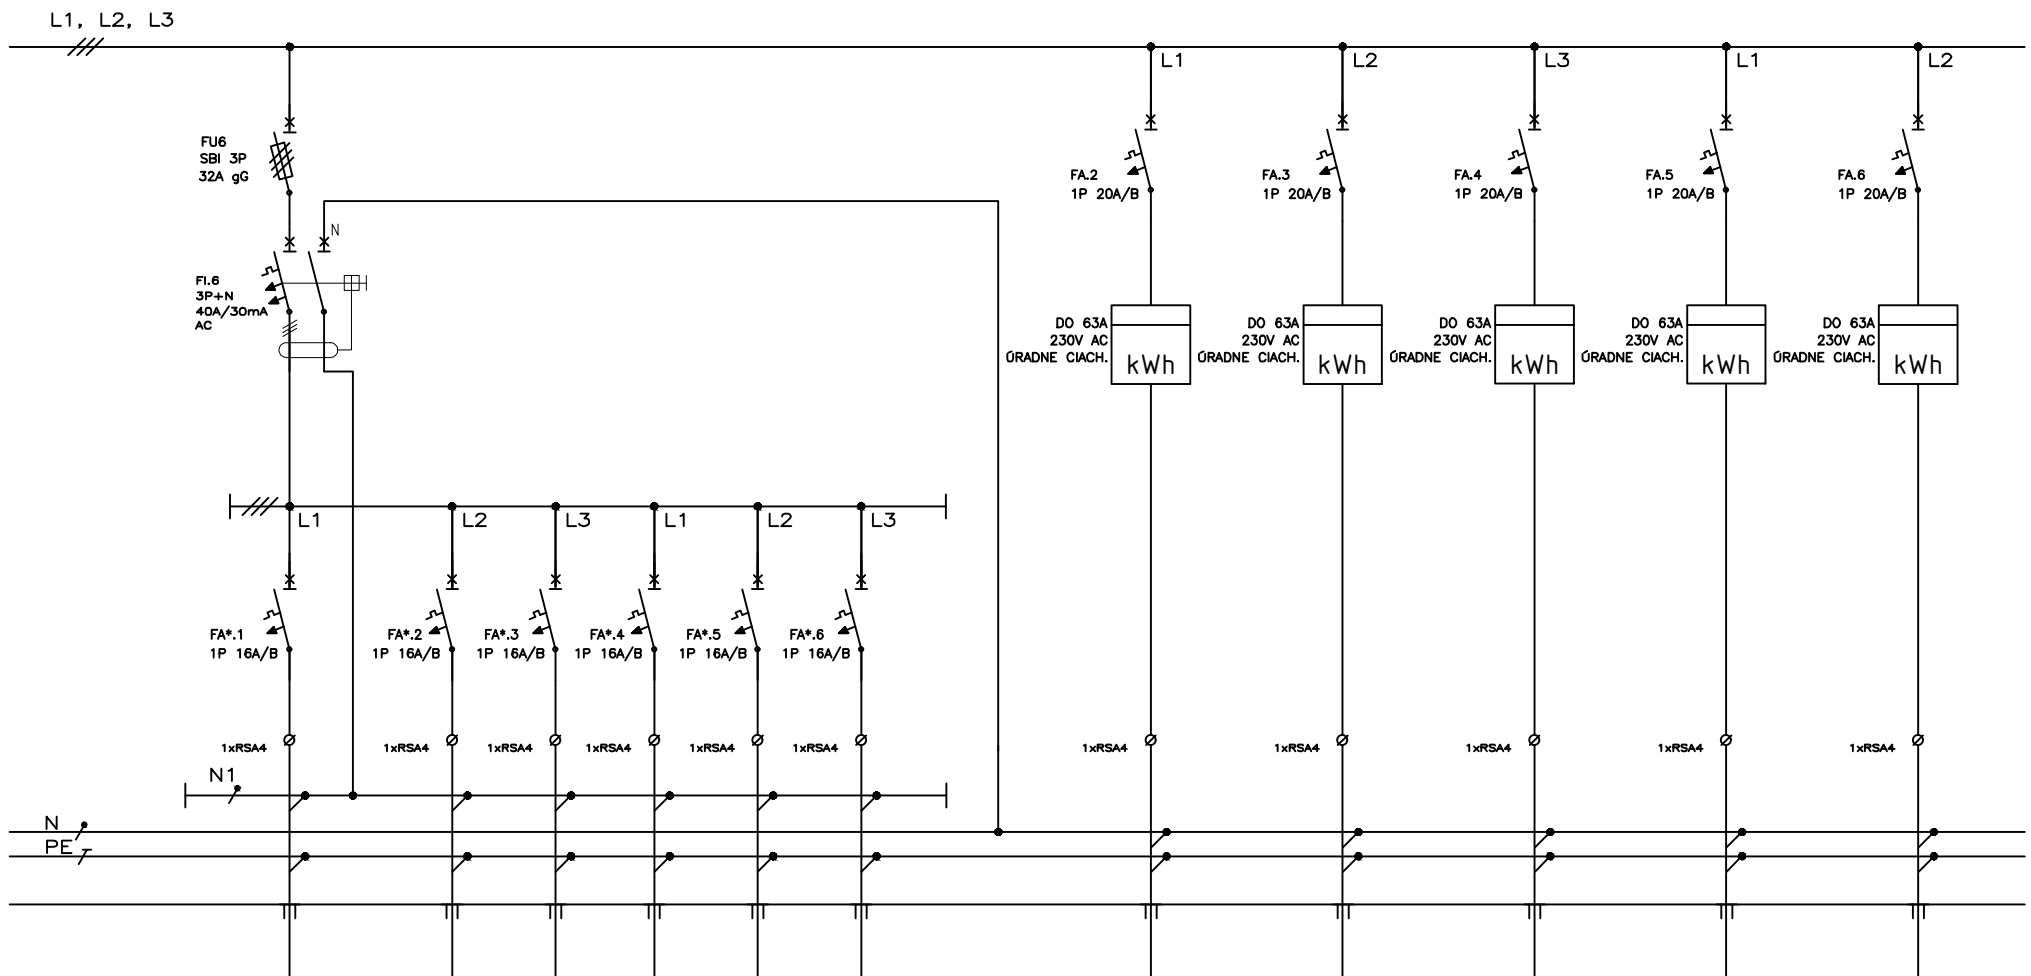 L1, L2, L3
L1
L2
L3
L1
L2
FU6
SBI 3P
32A gG
FA.2
1P 20A/B
FA.3
1P 20A/B
FA.4
1P 20A/B
FA.5
1P 20A/B
FA.6
1P 20A/B
N
FI.6
3P+N
40A/30mA
AC
DO 63A
230V AC
ÚRADNE CIACH.
kWh
DO 63A
230V AC
ÚRADNE CIACH.
kWh
DO 63A
230V AC
ÚRADNE CIACH.
kWh
DO 63A
230V AC
ÚRADNE CIACH.
kWh
DO 63A
230V AC
ÚRADNE CIACH.
kWh
L1
L2
L3
L1
L2
L3
FA*.1
1P 16A/B
FA*.2
1P 16A/B
FA*.3
1P 16A/B
FA*.4
1P 16A/B
FA*.5
1P 16A/B
FA*.6
1P 16A/B
1xRSA4
1xRSA4
1xRSA4
1xRSA4
1xRSA4
1xRSA4
1xRSA4
1xRSA4
1xRSA4
1xRSA4
1xRSA4
N1
N
PE